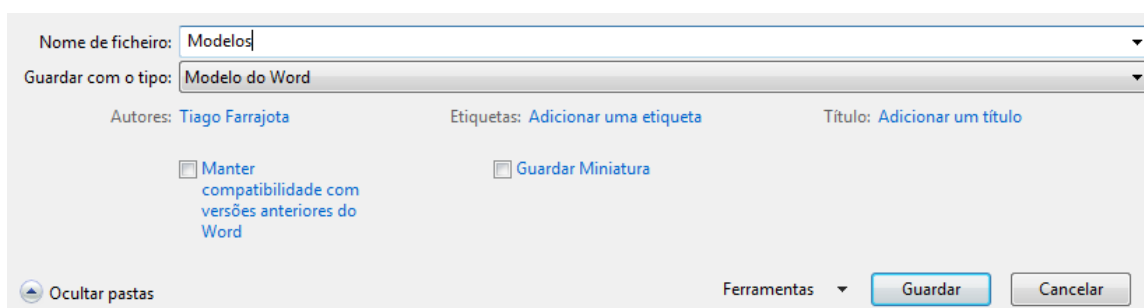 Nome de ficheiro: Modelos
Guardar com o tipo: Modelo do Word
Autores: Tiago Farrajota Etiquetas: Adicionar uma etiqueta Título: Adicionar um título
Manter Guardar Miniatura
compatibilidade com
versões anteriores do
Word
Ocultar pastas Ferramentas Guardar Cancelar